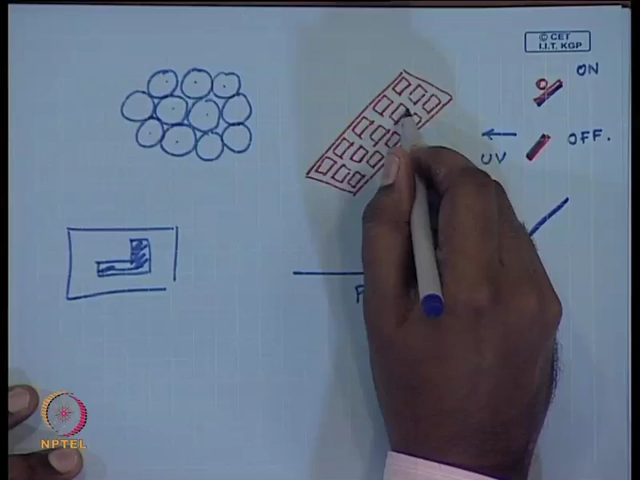 © CET
I.I.T. KGP
ON
OFF.
UV
NPTEL